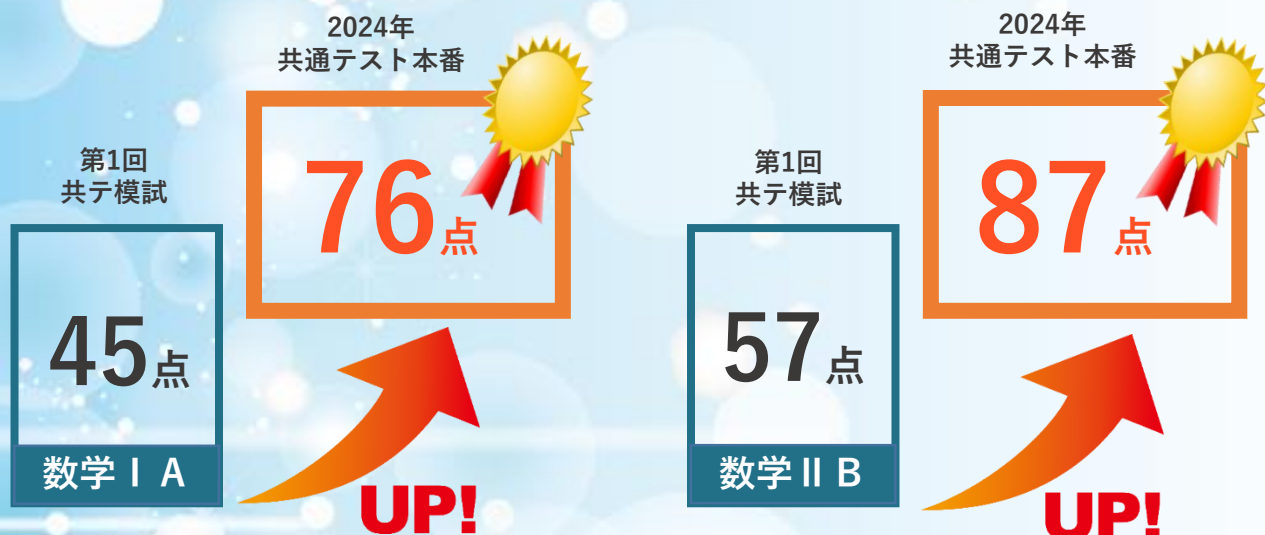 第1回
共テ模試
45点
数学ⅠA
2024年
共通テスト本番
76点
UP!
第1回
共テ模試
57点
数学ⅡB
2024年
共通テスト本番
87点
UP!